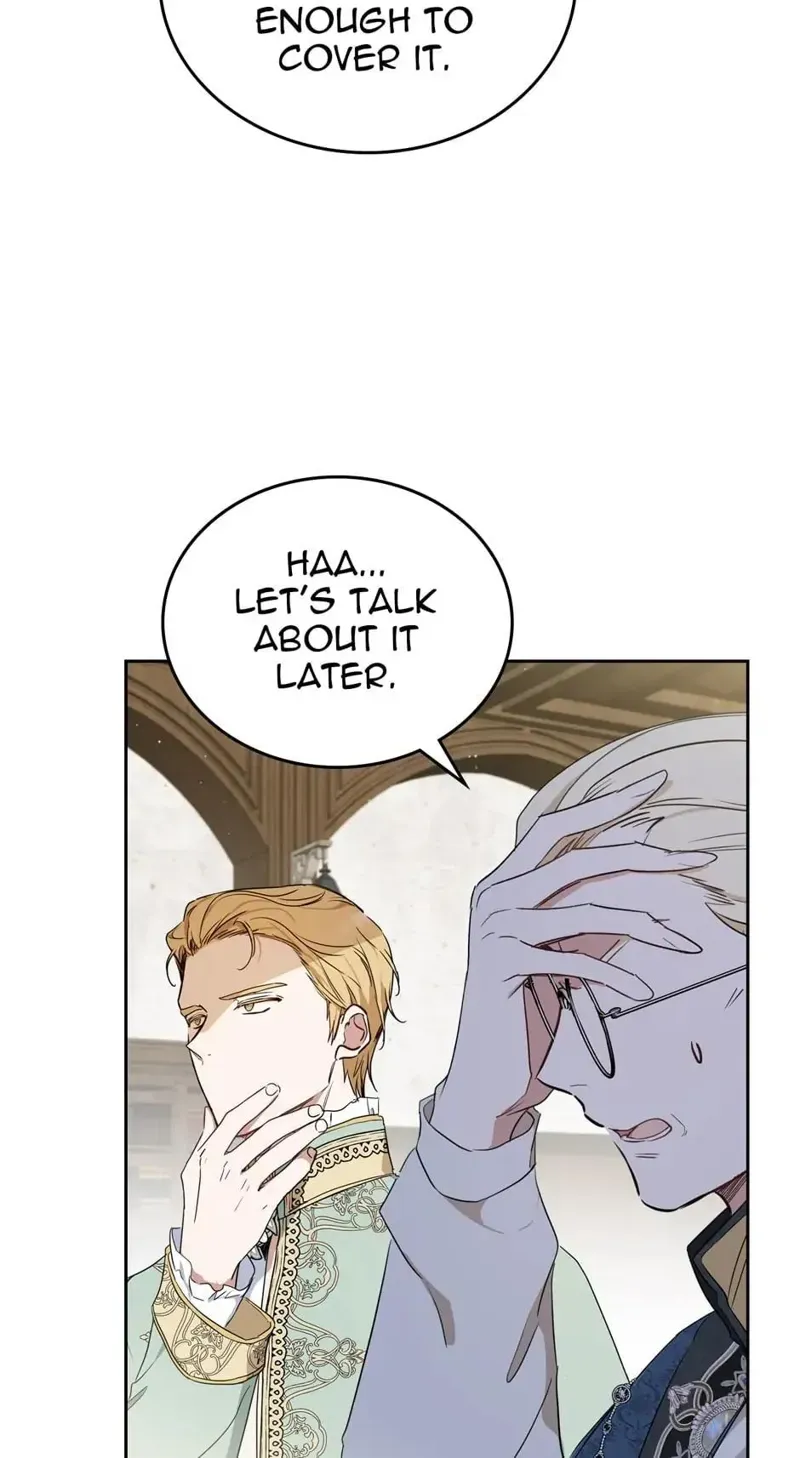 ENOUGH TO
COVER IT.
HAA...
LET'S TALK
ABOUT IT
LATER.